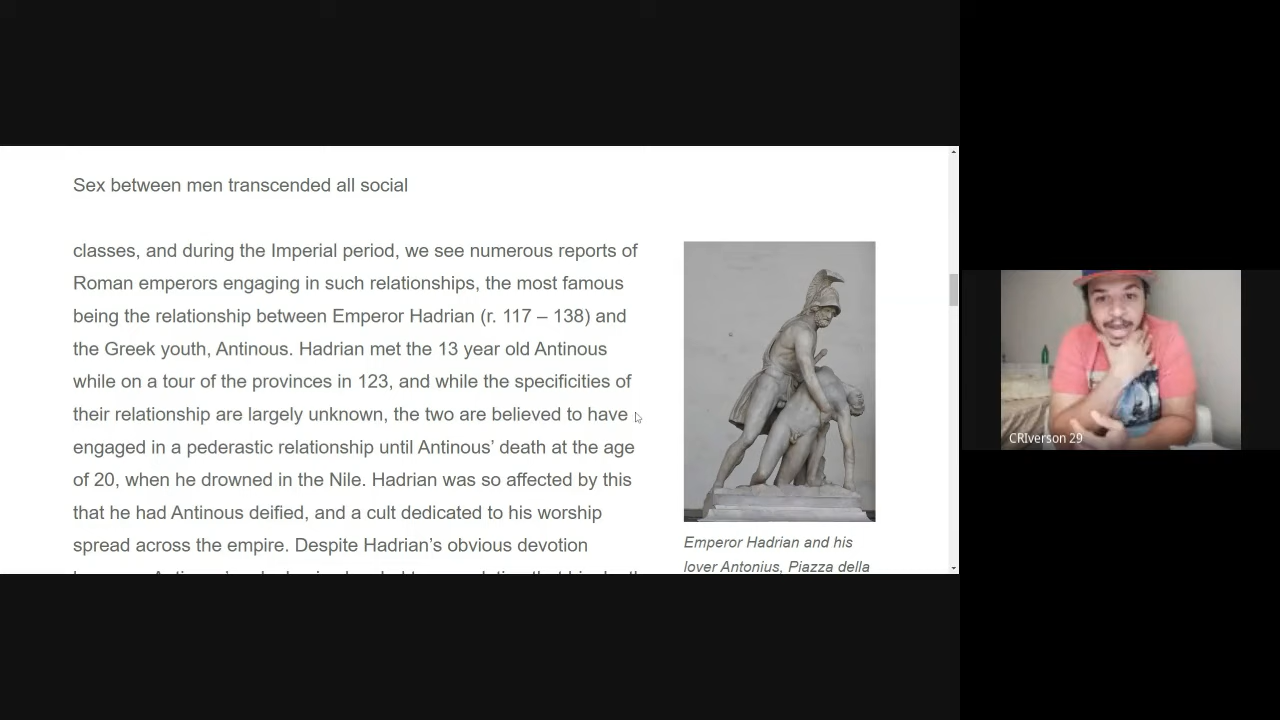 Sex between men transcended all social
classes, and during the Imperial period, we see numerous reports of
Roman emperors engaging in such relationships, the most famous
being the relationship between Emperor Hadrian (r. 117 – 138) and
the Greek youth, Antinous. Hadrian met the 13 year old Antinous
while on a tour of the provinces in 123, and while the specificities of
their relationship are largely unknown, the two are believed to have
engaged in a pederastic relationship until Antinous’ death at the age
of 20, when he drowned in the Nile. Hadrian was so affected by this
that he had Antinous deified, and a cult dedicated to his worship
spread across the empire. Despite Hadrian’s obvious devotion
Emperor Hadrian and his
lover Antonius, Piazza della
CRIverson 29